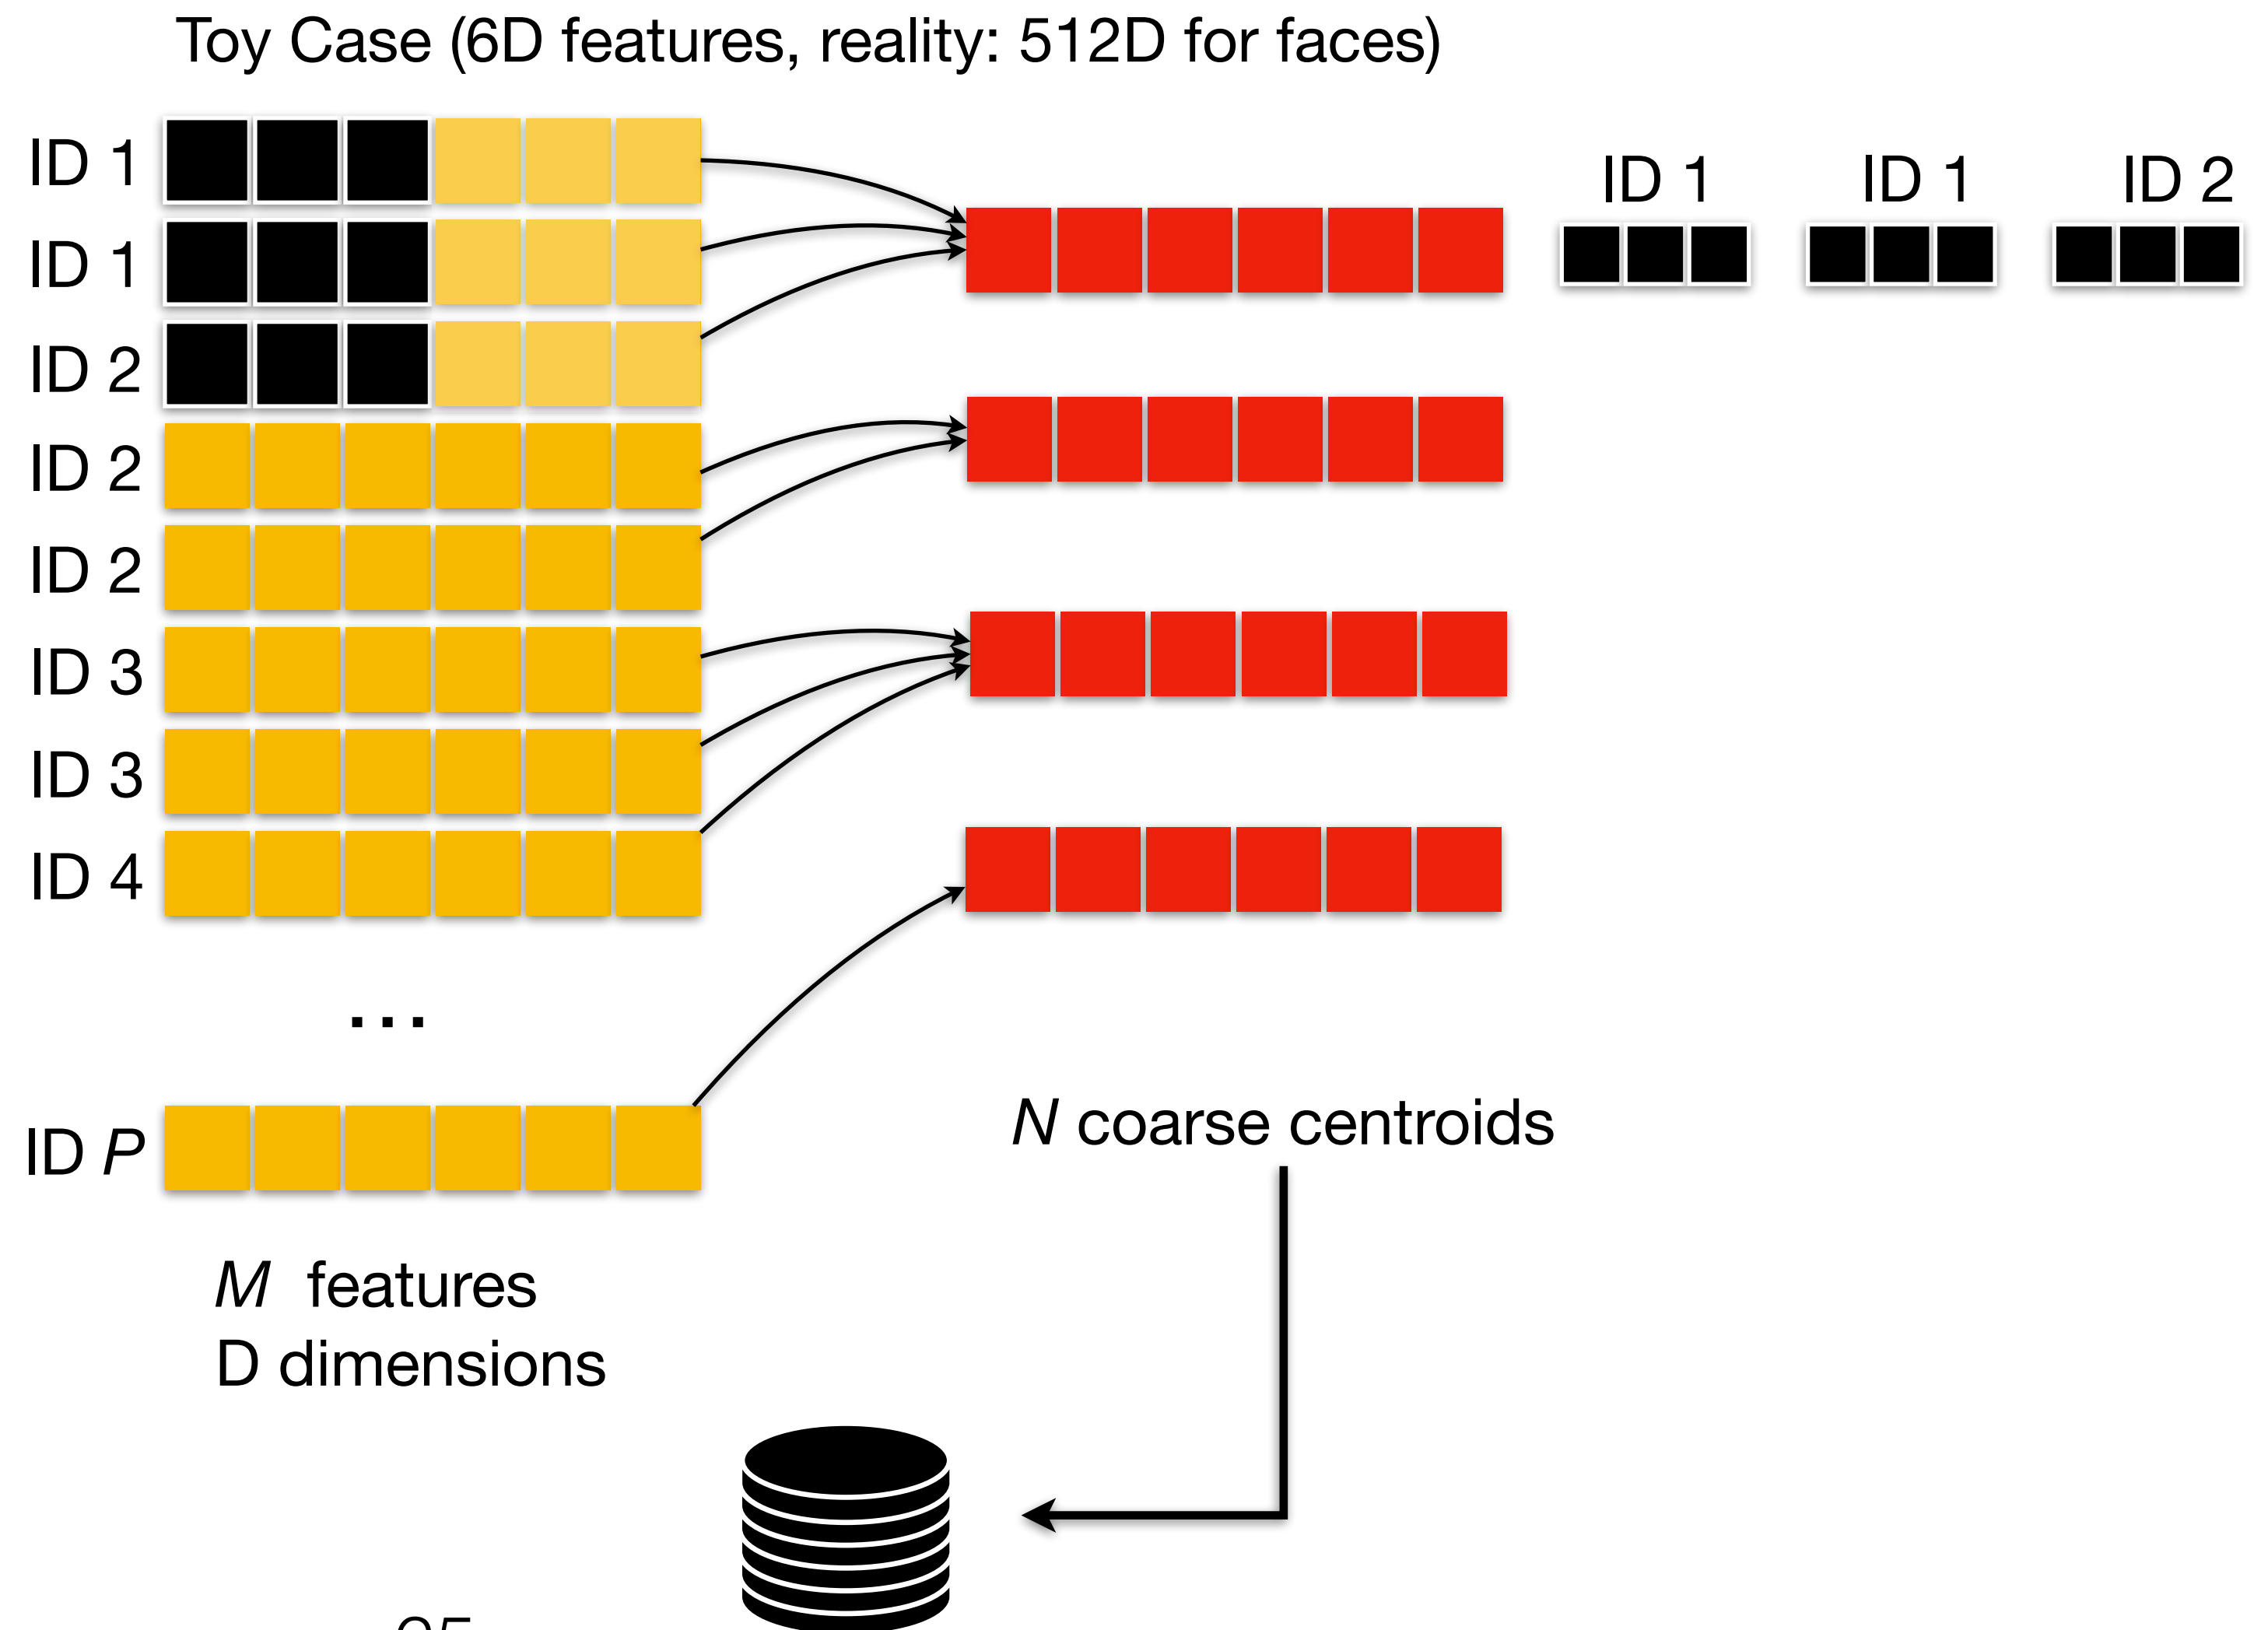 Toy Case (6D features, reality: 512D for faces)
ID 1
ID 1
ID 2
ID 2
ID 2
ID 3
ID 3
ID 4
...
ID P
M features
D dimensions
ID 1 ID 1 ID 2
N coarse centroids